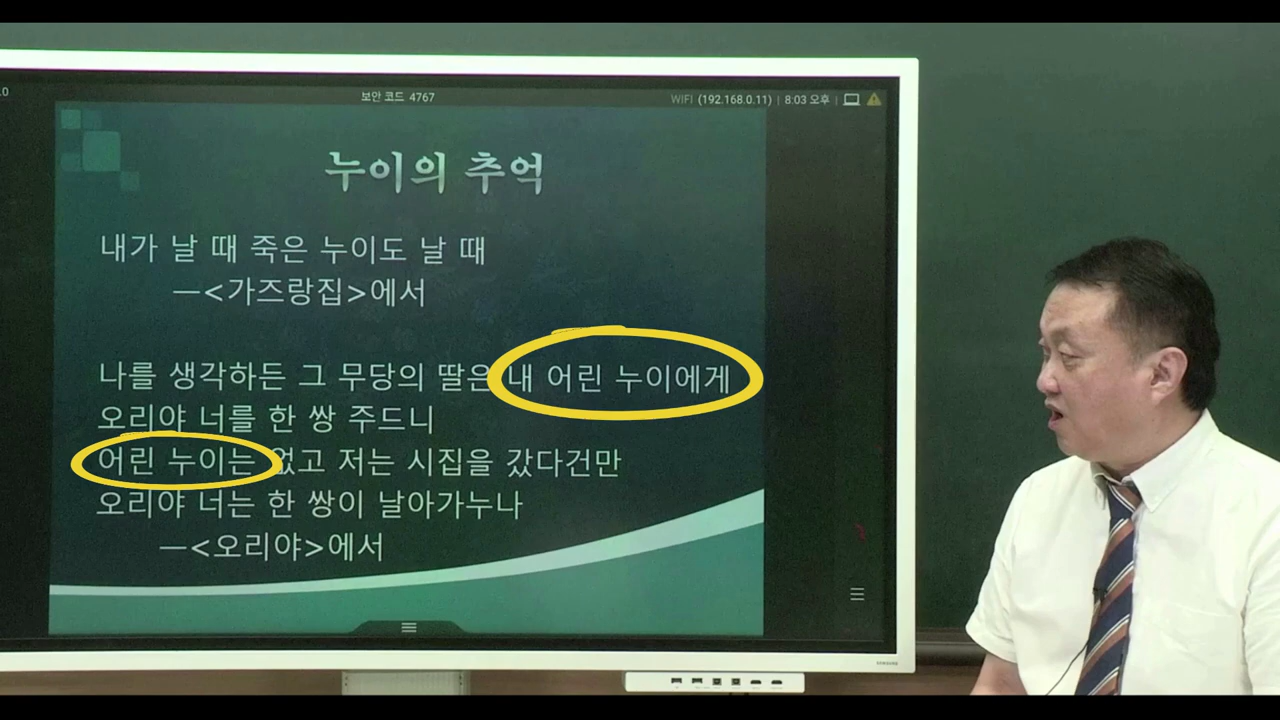 .0
보안 코드 4767
WIFI (192.168.0.11) | 8:03 오후 |
누이의 추억
내가 날 때 죽은 누이도 날 때
—<가즈랑집>에서
나를 생각하든 그 무당의 딸은 내 어린 누이에게
오리야 너를 한 쌍 주드니
어린 누이는 없고 저는 시집을 갔다건만
오리야 너는 한 쌍이 날아가누나
—<오리야>에서
SAMSUNG